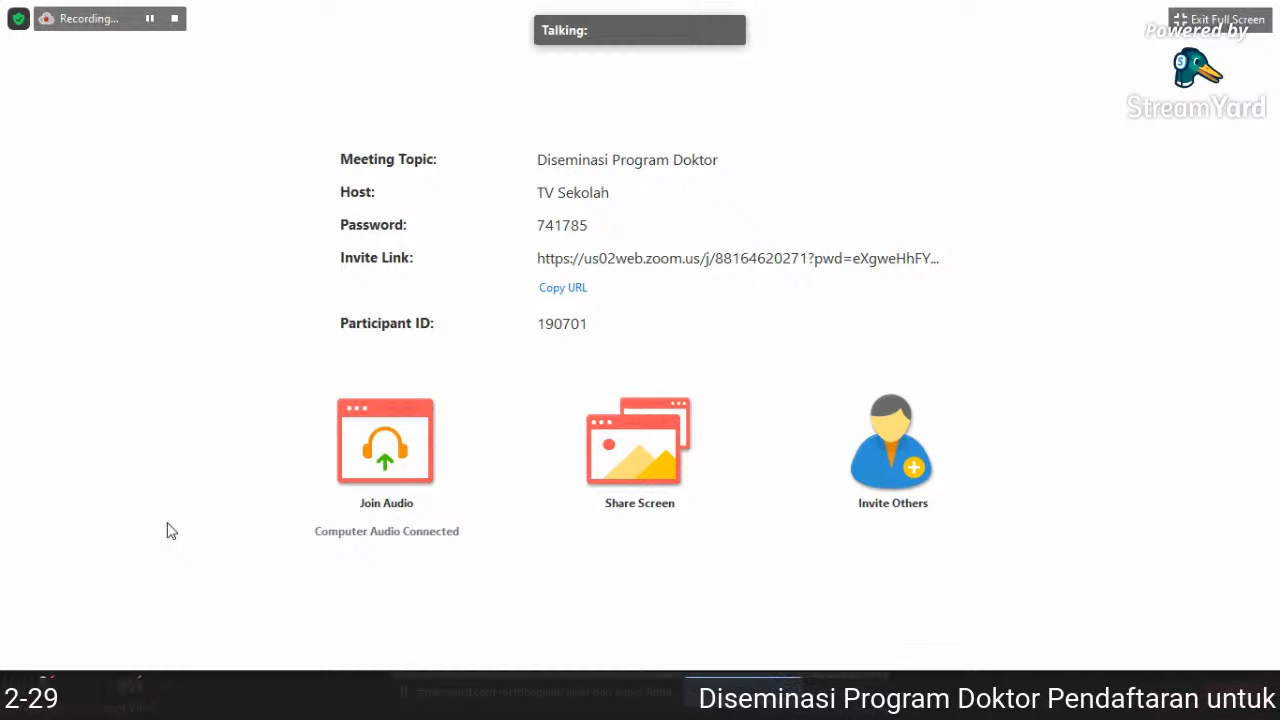 Recording...
Talking:
Exit Full Screen
Powered by
StreamYard
Meeting Topic: Diseminasi Program Doktor
Host: TV Sekolah
Password: 741785
Invite Link: https://us02web.zoom.us/j/88164620271?pwd=eXgweHhFY...
Copy URL
Participant ID: 190701
Join Audio
Share Screen
Invite Others
Computer Audio Connected
2-29 Diseminasi Program Doktor Pendaftaran untuk